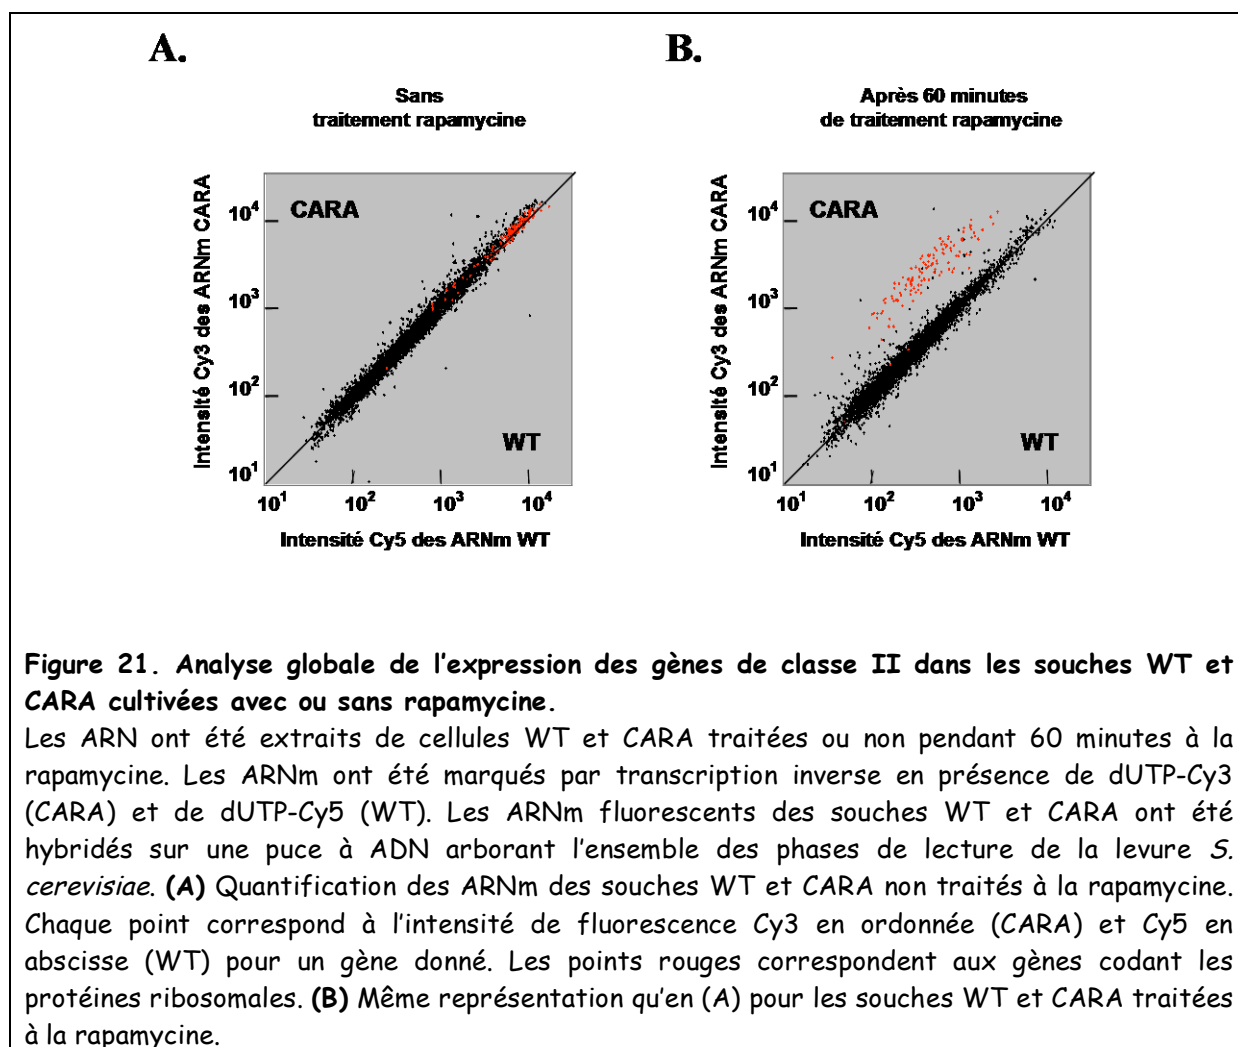 A.
B.
Sans
traitement rapamycine
Après 60 minutes
de traitement rapamycine
Intensité Cy3 des ARNm CARA
10⁴
10³
10²
10¹
CARA
WT
10¹
10²
10³
10⁴
Intensité Cy5 des ARNm WT
Intensité Cy3 des ARNm CARA
10⁴
10³
10²
10¹
CARA
WT
10¹
10²
10³
10⁴
Intensité Cy5 des ARNm WT
Figure 21. Analyse globale de l'expression des gènes de classe II dans les souches WT et
CARA cultivées avec ou sans rapamycine.
Les ARN ont été extraits de cellules WT et CARA traitées ou non pendant 60 minutes à la
rapamycine. Les ARNm ont été marqués par transcription inverse en présence de dUTP-Cy3
(CARA) et de dUTP-Cy5 (WT). Les ARNm fluorescents des souches WT et CARA ont été
hybridés sur une puce à ADN arborant l'ensemble des phases de lecture de la levure S.
cerevisiae. (A) Quantification des ARNm des souches WT et CARA non traités à la rapamycine.
Chaque point correspond à l'intensité de fluorescence Cy3 en ordonnée (CARA) et Cy5 en
abscisse (WT) pour un gène donné. Les points rouges correspondent aux gènes codant les
protéines ribosomales. (B) Même représentation qu'en (A) pour les souches WT et CARA traitées
à la rapamycine.